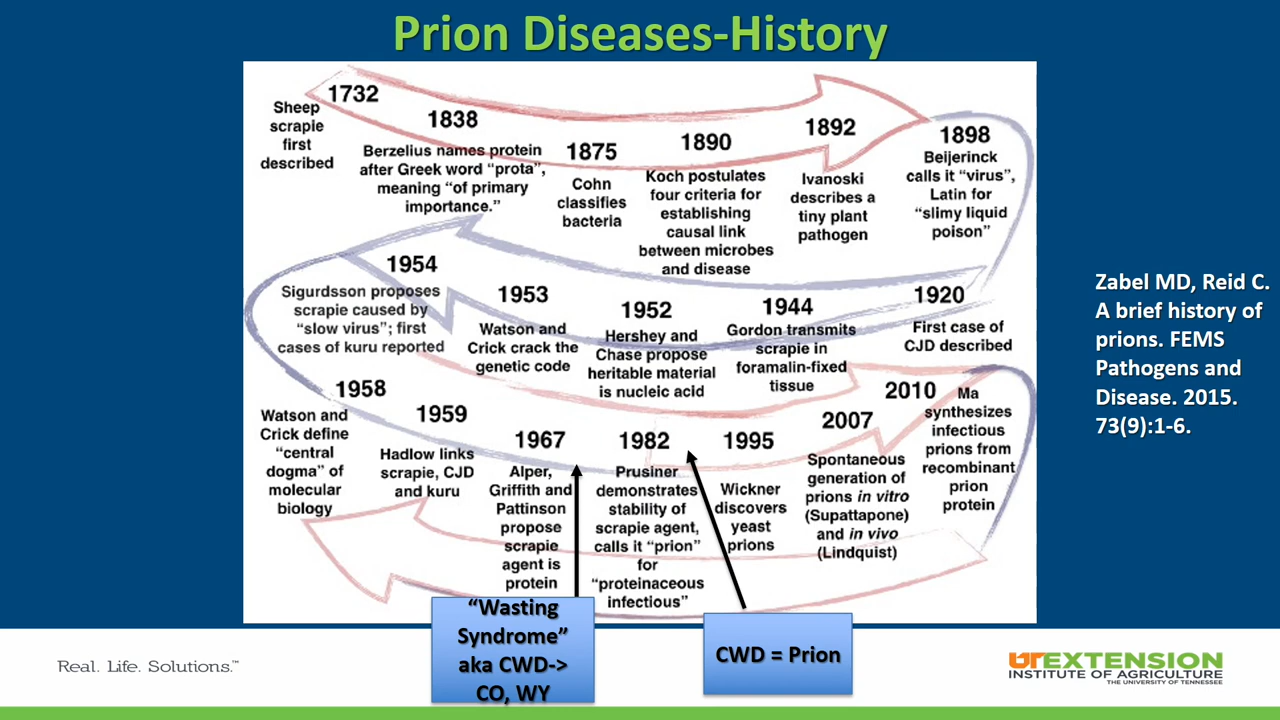 Prion Diseases-History
1732
Sheep
scrapie
first
described
1838
Berzelius names protein
after Greek word “prota”,
meaning “of primary
importance.”
1875
Cohn
classifies
bacteria
1890
Koch postulates
four criteria for
establishing
causal link
between microbes
and disease
1892
Ivanoski
describes a
tiny plant
pathogen
1898
Beijerinck
calls it “virus”,
Latin for
“slimy liquid
poison”
1954
Sigurdsson proposes
scrapie caused by
“slow virus”; first
cases of kuru reported
1953
Watson and
Crick crack the
genetic code
1952
Hershey and
Chase propose
heritable material
is nucleic acid
1944
Gordon transmits
scrapie in
foramalin-fixed
tissue
1920
First case of
CJD described
1958
Watson and
Crick define
“central
dogma” of
molecular
biology
1959
Hadlow links
scrapie, CJD
and kuru
1967
Alper,
Griffith and
Pattinson
propose
scrapie
agent is
protein
1982
Prusiner
demonstrates
stability of
scrapie agent,
calls it “prion”
for
“proteinaceous
infectious”
1995
Wickner
discovers
yeast
prions
2007
Spontaneous
generation of
prions in vitro
(Supattapone)
and in vivo
(Lindquist)
2010
Ma
synthesizes
infectious
prions from
recombinant
prion
protein
Zabel MD, Reid C.
A brief history of
prions. FEMS
Pathogens and
Disease. 2015.
73(9):1-6.
“Wasting
Syndrome”
aka CWD->
CO, WY
CWD = Prion
Real. Life. Solutions.™
UT EXTENSION
INSTITUTE OF AGRICULTURE
THE UNIVERSITY OF TENNESSEE